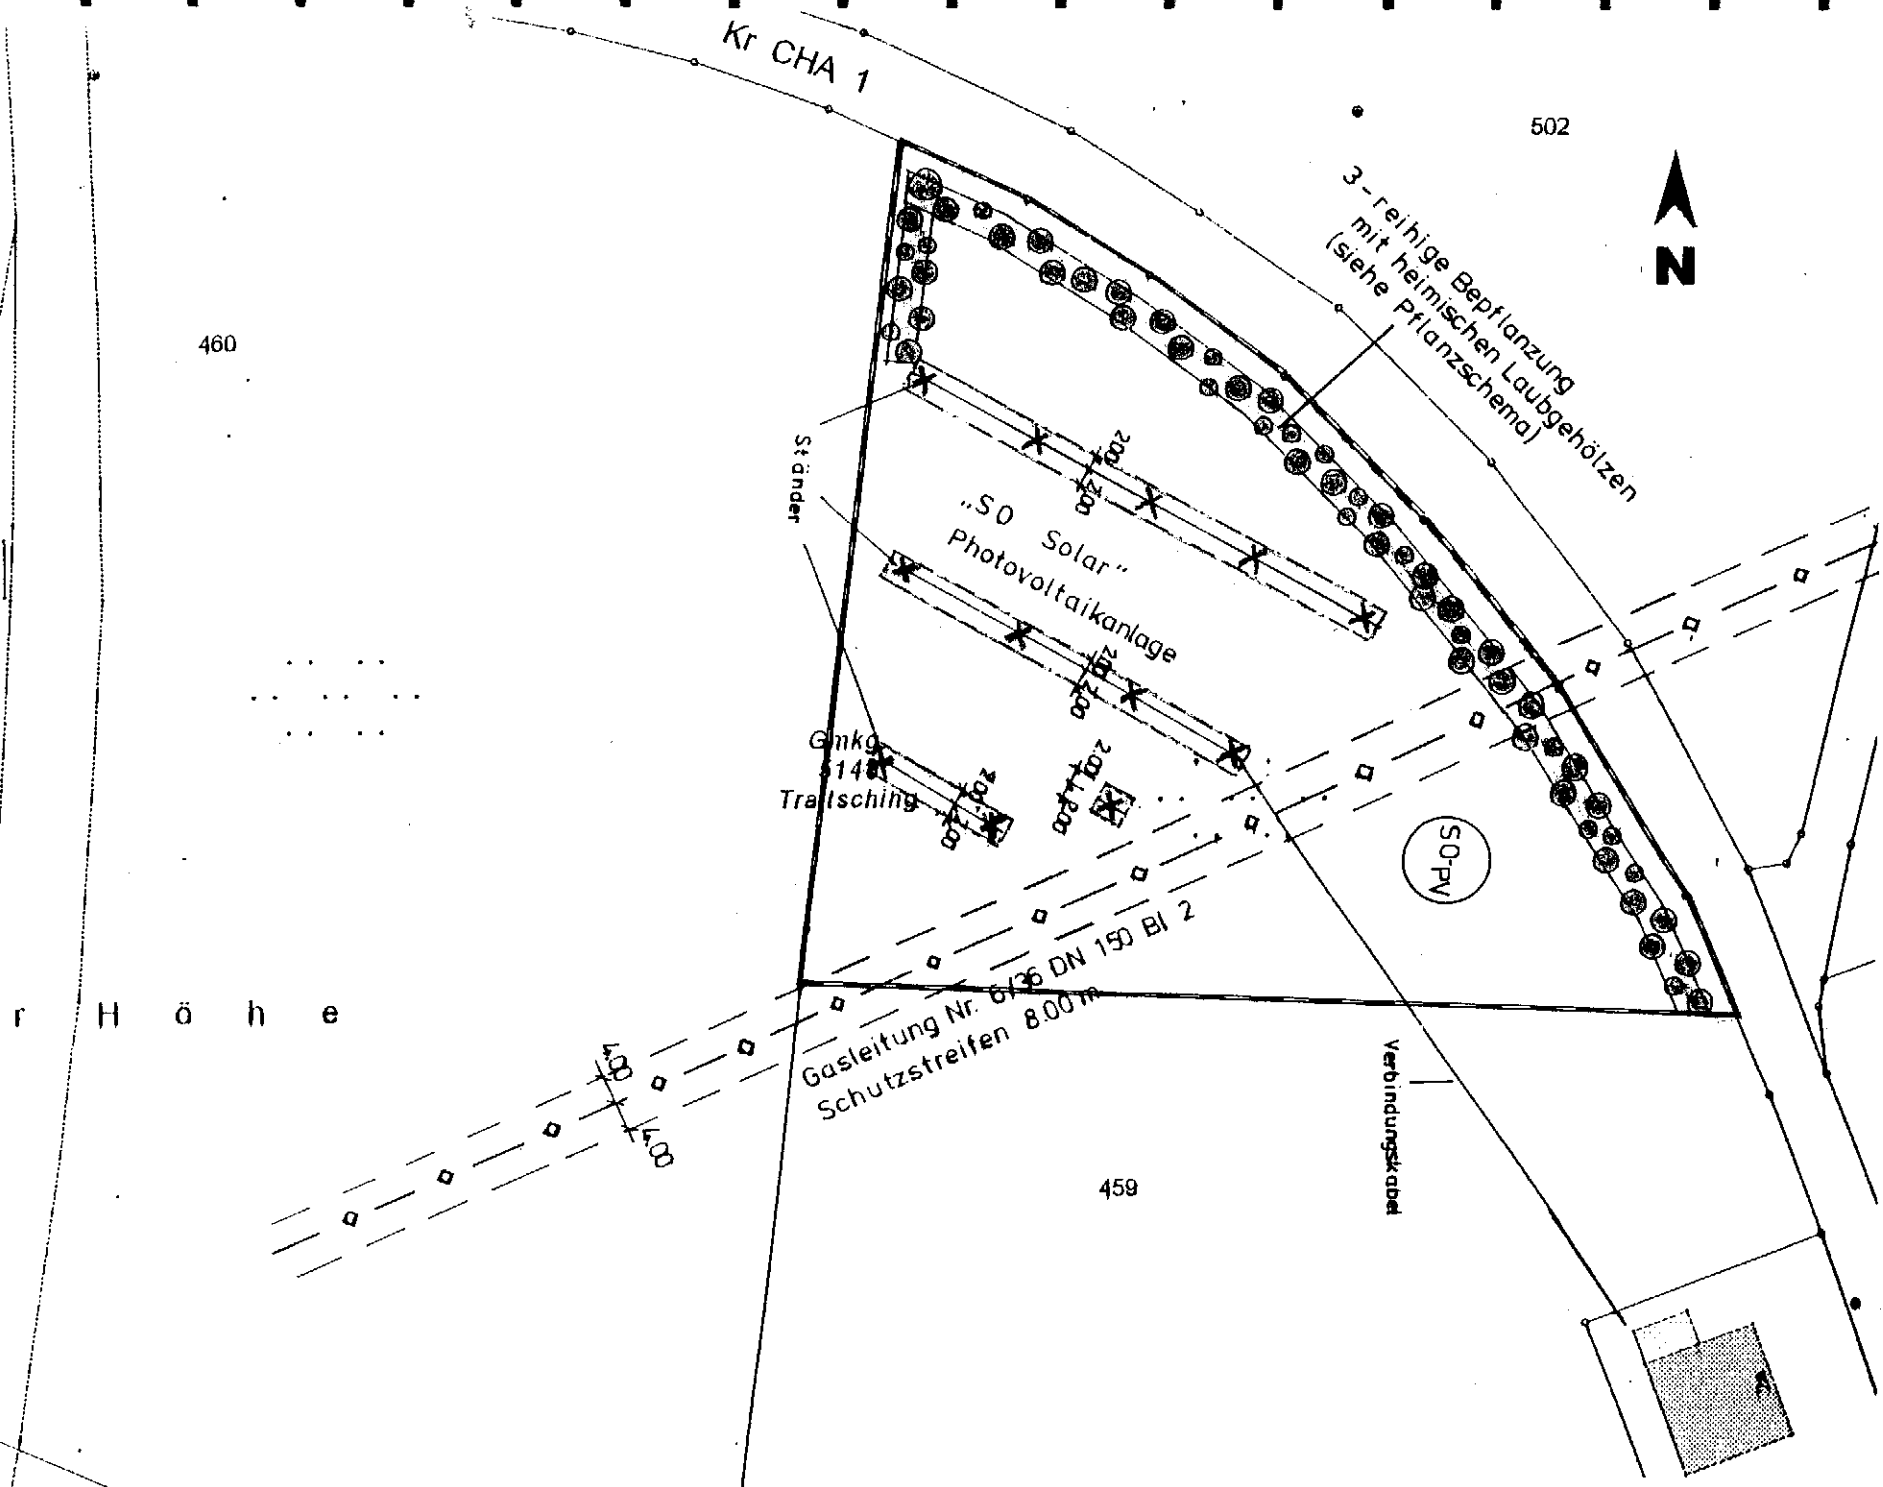 Kr CHA 1
502
3-reihige Bepflanzung
mit heimischen Laubgehölzen
(siehe Pflanzschema)
N
460
Ständer
2.00
2.00
„SO Solar“
Photovoltaikanlage
2.00
2.00
Gmkg
Traitsching
2.00
2.00
2.00
2.00
SO-PV
Gasleitung Nr. 6/36 DN 150 Bl 2
Schutzstreifen 8.00 m
r Höhe
4.00
4.00
Verbindungskabel
459